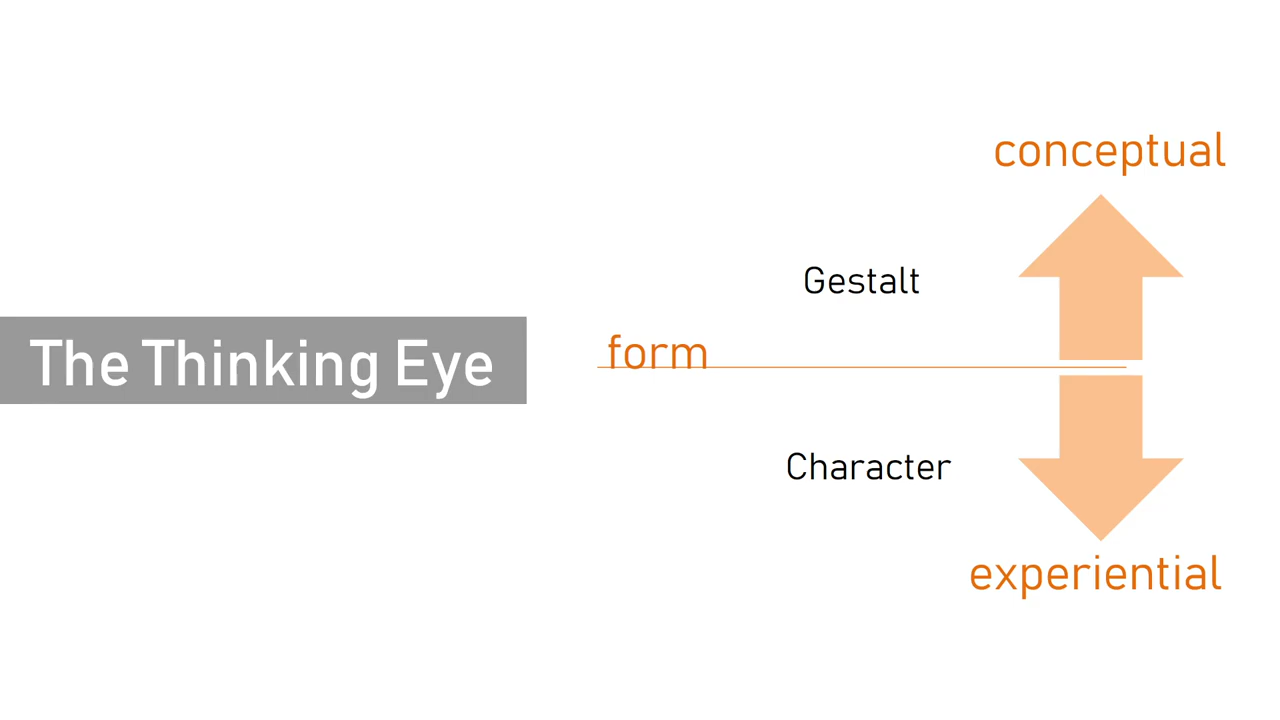 The Thinking Eye
conceptual
Gestalt
form
Character
experiential